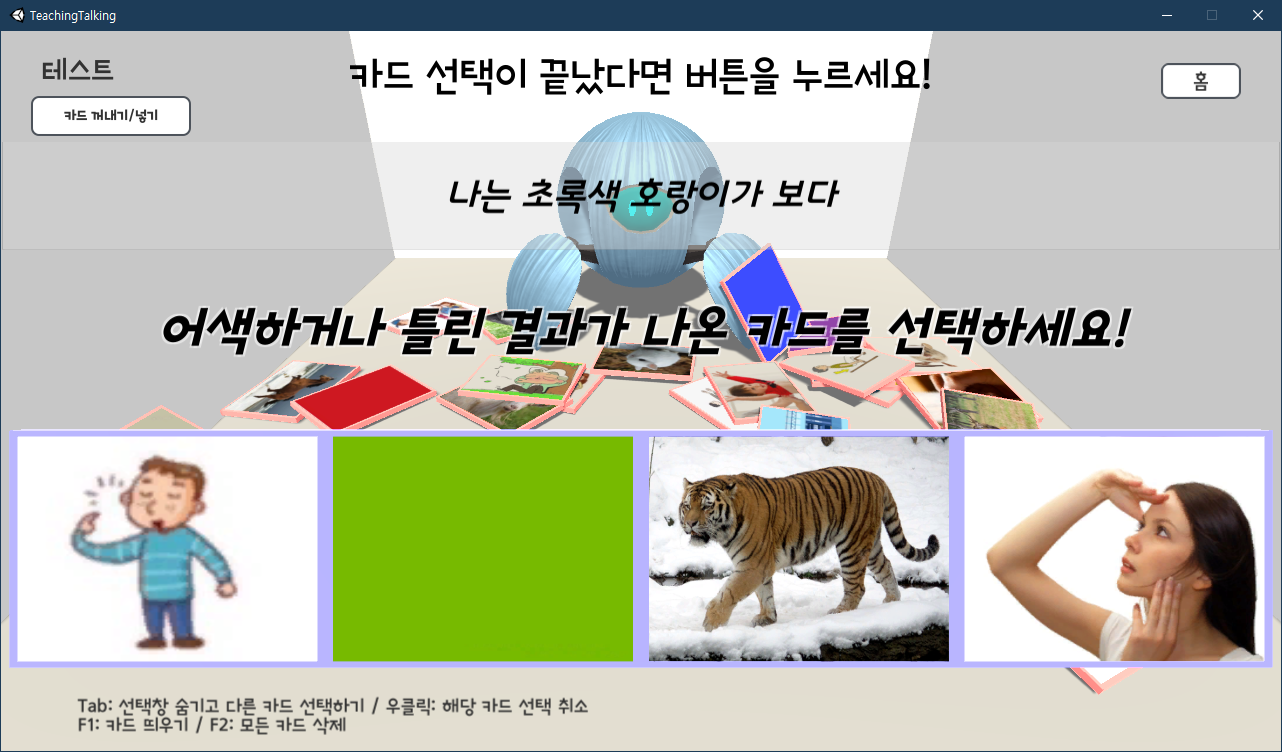 TeachingTalking
테스트
카드 선택이 끝났다면 버튼을 누르세요!
홈
카드 꺼내기/넣기
나는 초록색 호랑이가 보다
어색하거나 틀린 결과가 나온 카드를 선택하세요!
Tab: 선택창 숨기고 다른 카드 선택하기 / 우클릭: 해당 카드 선택 취소
F1: 카드 띄우기 / F2: 모든 카드 삭제